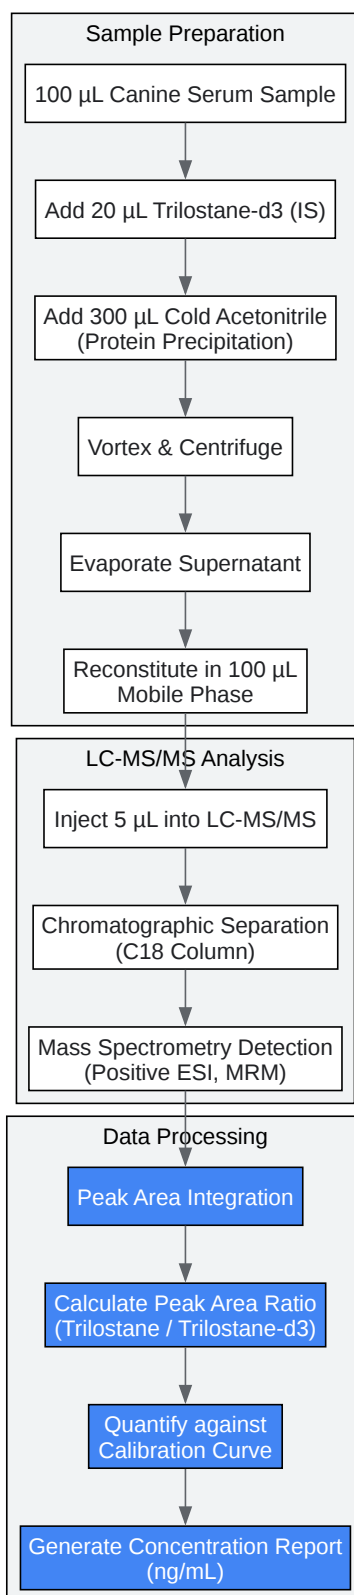 Sample Preparation
100 µL Canine Serum Sample
Add 20 µL Trilostane-d3 (IS)
Add 300 µL Cold Acetonitrile
(Protein Precipitation)
Vortex & Centrifuge
Evaporate Supernatant
Reconstitute in 100 µL
Mobile Phase
LC-MS/MS Analysis
Inject 5 µL into LC-MS/MS
Chromatographic Separation
(C18 Column)
Mass Spectrometry Detection
(Positive ESI, MRM)
Data Processing
Peak Area Integration
Calculate Peak Area Ratio
(Trilostane / Trilostane-d3)
Quantify against
Calibration Curve
Generate Concentration Report
(ng/mL)